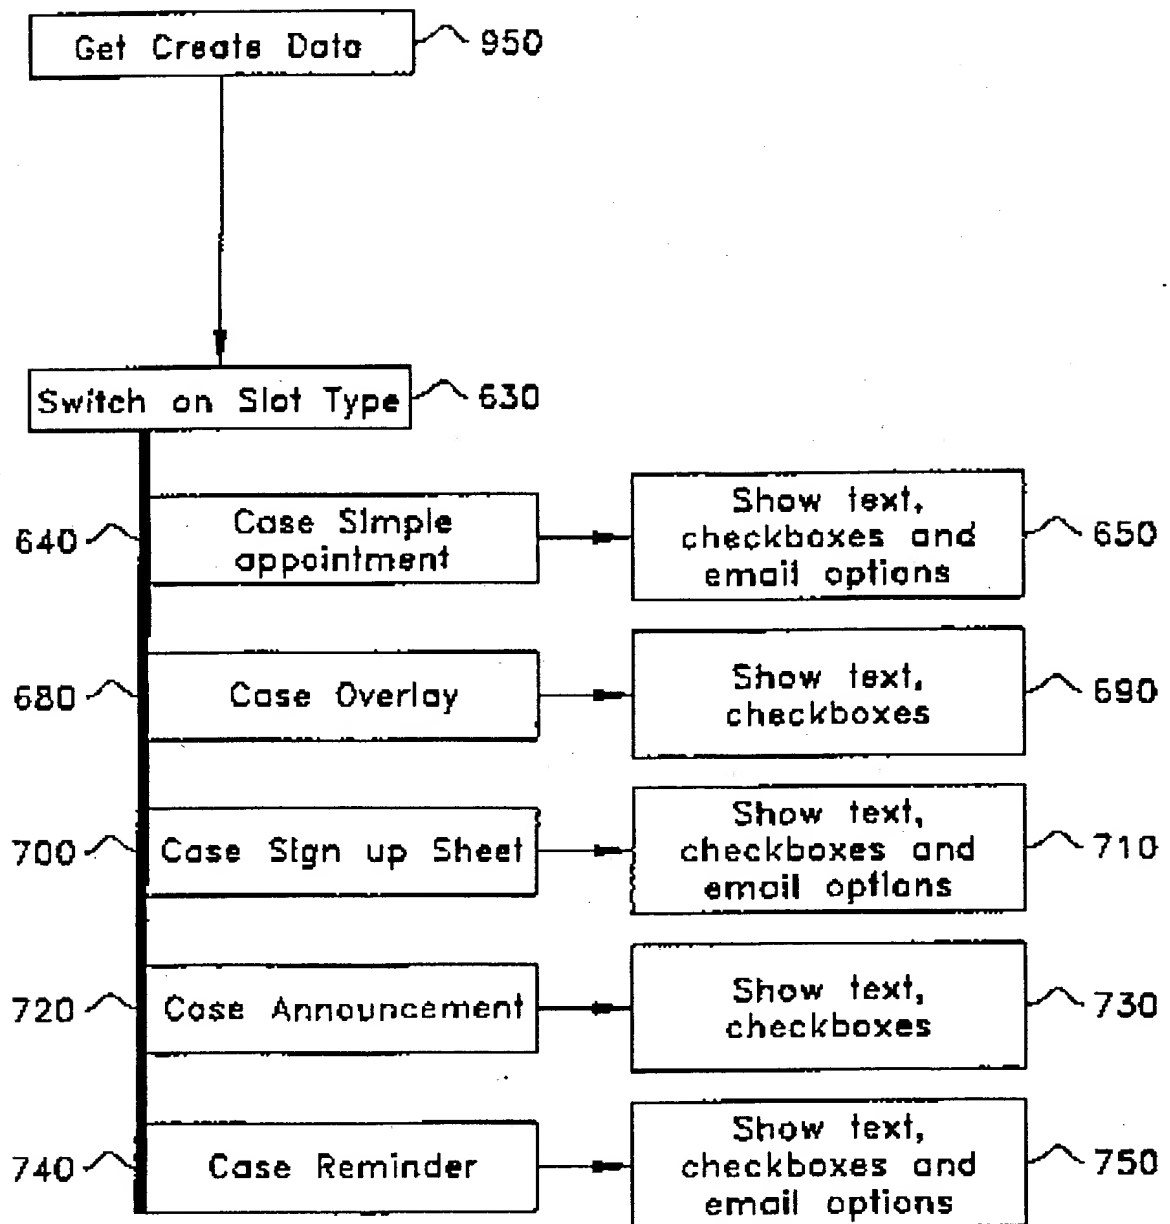 Get Create Data
950
Switch on Slot Type
630
640
Case Simple
appointment
Show text,
checkboxes and
email options
650
680
Case Overlay
Show text,
checkboxes
690
700
Case Sign up Sheet
Show text,
checkboxes and
email options
710
720
Case Announcement
Show text,
checkboxes
730
740
Case Reminder
Show text,
checkboxes and
email options
750